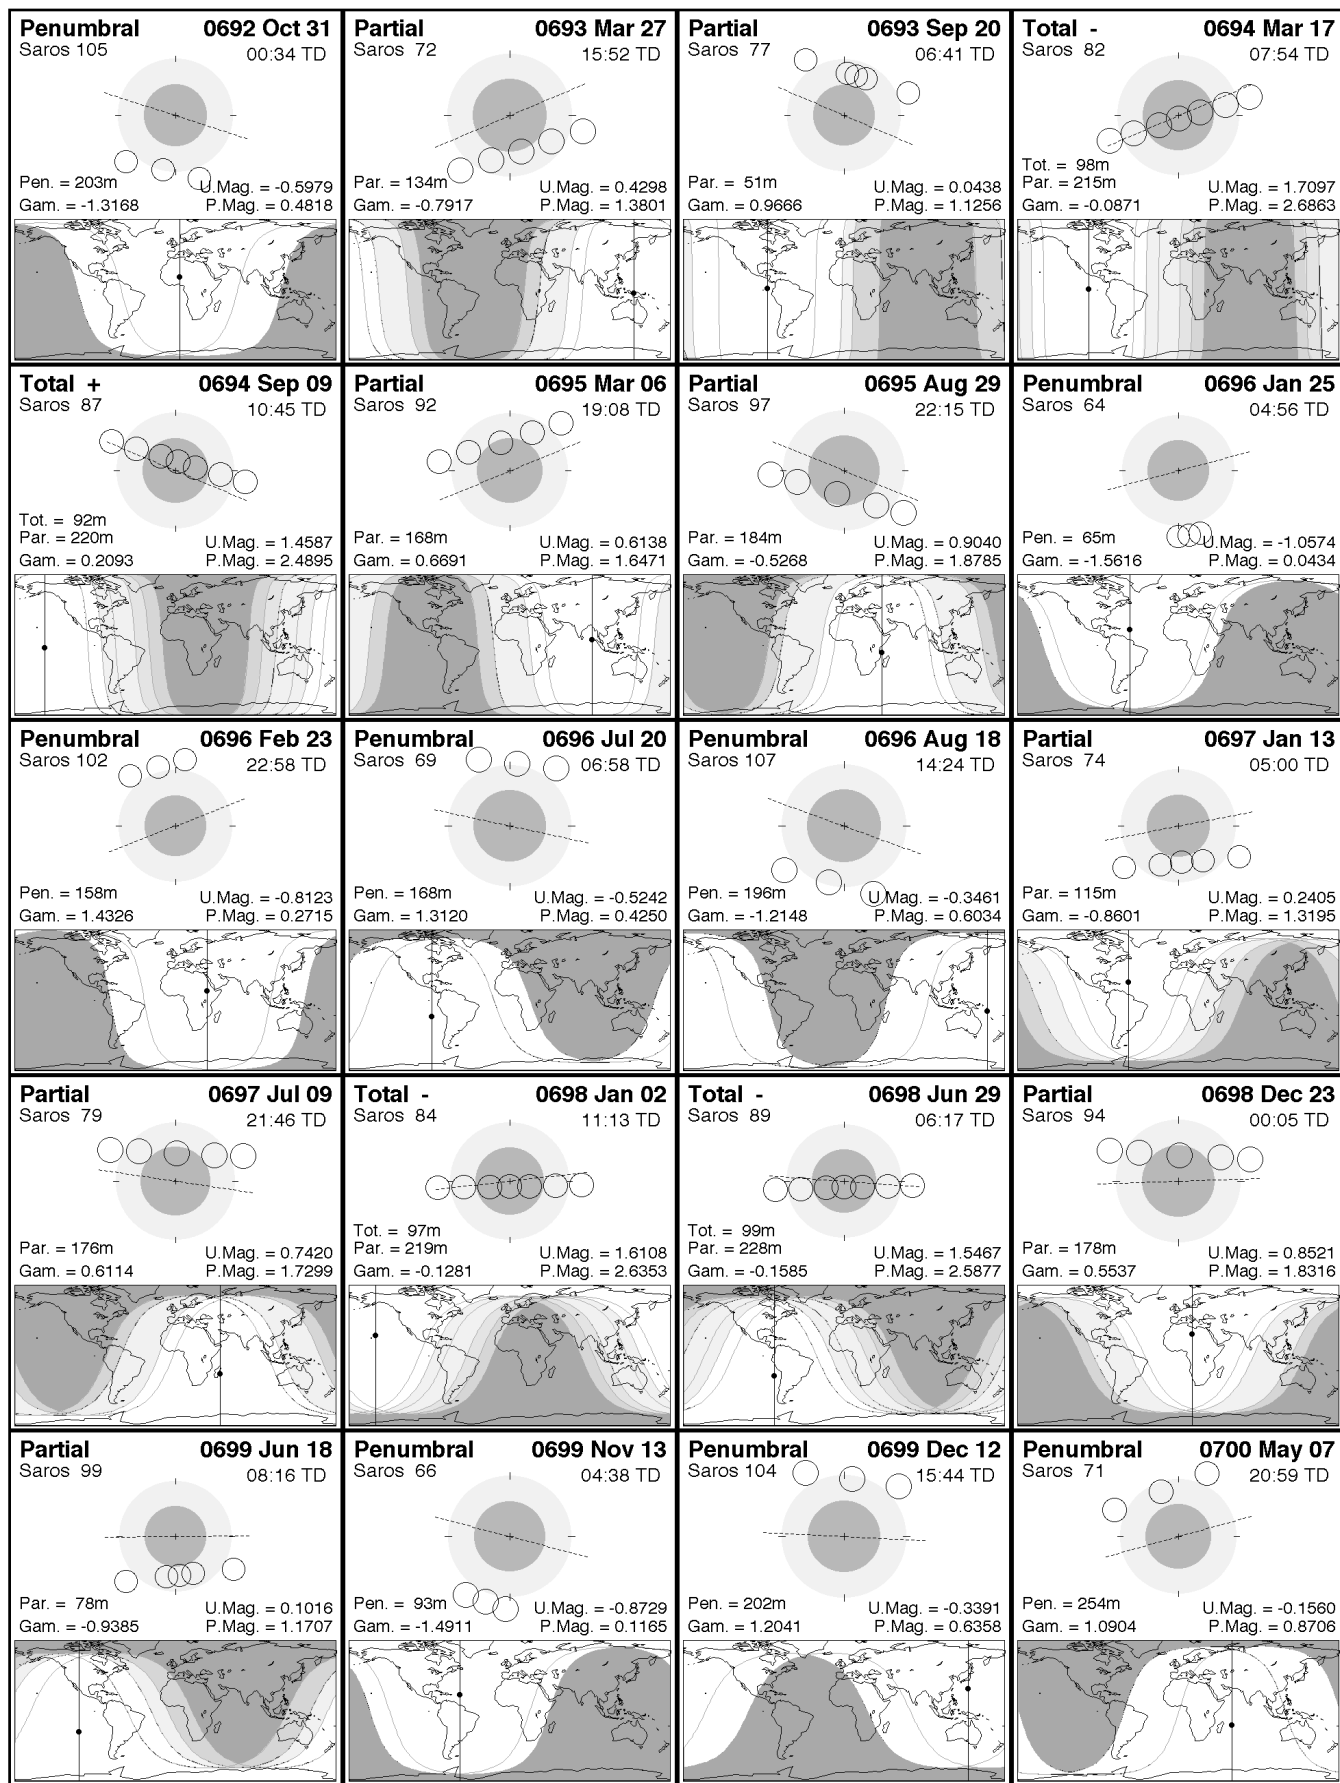 Penumbral 0692 Oct 31
Saros 105 00:34 TD
Pen. = 203m U.Mag. = -0.5979
Gam. = -1.3168 P.Mag. = 0.4818
Partial 0693 Mar 27
Saros 72 15:52 TD
Par. = 134m U.Mag. = 0.4298
Gam. = -0.7917 P.Mag. = 1.3801
Partial 0693 Sep 20
Saros 77 06:41 TD
Par. = 51m U.Mag. = 0.0438
Gam. = 0.9666 P.Mag. = 1.1256
Total - 0694 Mar 17
Saros 82 07:54 TD
Tot. = 98m
Par. = 215m U.Mag. = 1.7097
Gam. = -0.0871 P.Mag. = 2.6863
Total + 0694 Sep 09
Saros 87 10:45 TD
Tot. = 92m
Par. = 220m U.Mag. = 1.4587
Gam. = 0.2093 P.Mag. = 2.4895
Partial 0695 Mar 06
Saros 92 19:08 TD
Par. = 168m U.Mag. = 0.6138
Gam. = 0.6691 P.Mag. = 1.6471
Partial 0695 Aug 29
Saros 97 22:15 TD
Par. = 184m U.Mag. = 0.9040
Gam. = -0.5268 P.Mag. = 1.8785
Penumbral 0696 Jan 25
Saros 64 04:56 TD
Pen. = 65m U.Mag. = -1.0574
Gam. = -1.5616 P.Mag. = 0.0434
Penumbral 0696 Feb 23
Saros 102 22:58 TD
Pen. = 158m U.Mag. = -0.8123
Gam. = 1.4326 P.Mag. = 0.2715
Penumbral 0696 Jul 20
Saros 69 06:58 TD
Pen. = 168m U.Mag. = -0.5242
Gam. = 1.3120 P.Mag. = 0.4250
Penumbral 0696 Aug 18
Saros 107 14:24 TD
Pen. = 196m U.Mag. = -0.3461
Gam. = -1.2148 P.Mag. = 0.6034
Partial 0697 Jan 13
Saros 74 05:00 TD
Par. = 115m U.Mag. = 0.2405
Gam. = -0.8601 P.Mag. = 1.3195
Partial 0697 Jul 09
Saros 79 21:46 TD
Par. = 176m U.Mag. = 0.7420
Gam. = 0.6114 P.Mag. = 1.7299
Total - 0698 Jan 02
Saros 84 11:13 TD
Tot. = 97m
Par. = 219m U.Mag. = 1.6108
Gam. = -0.1281 P.Mag. = 2.6353
Total - 0698 Jun 29
Saros 89 06:17 TD
Tot. = 99m
Par. = 228m U.Mag. = 1.5467
Gam. = -0.1585 P.Mag. = 2.5877
Partial 0698 Dec 23
Saros 94 00:05 TD
Par. = 178m U.Mag. = 0.8521
Gam. = 0.5537 P.Mag. = 1.8316
Partial 0699 Jun 18
Saros 99 08:16 TD
Par. = 78m U.Mag. = 0.1016
Gam. = -0.9385 P.Mag. = 1.1707
Penumbral 0699 Nov 13
Saros 66 04:38 TD
Pen. = 93m U.Mag. = -0.8729
Gam. = -1.4911 P.Mag. = 0.1165
Penumbral 0699 Dec 12
Saros 104 15:44 TD
Pen. = 202m U.Mag. = -0.3391
Gam. = 1.2041 P.Mag. = 0.6358
Penumbral 0700 May 07
Saros 71 20:59 TD
Pen. = 254m U.Mag. = -0.1560
Gam. = 1.0904 P.Mag. = 0.8706